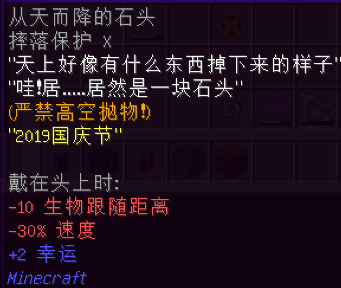 从天而降的石头
摔落保护 X
"天上好像有什么东西掉下来的样子"
"哇!居.....居然是一块石头"
(严禁高空抛物!)
"2019国庆节"
戴在头上时:
-10 生物跟随距离
-30% 速度
+2 幸运
Minecraft